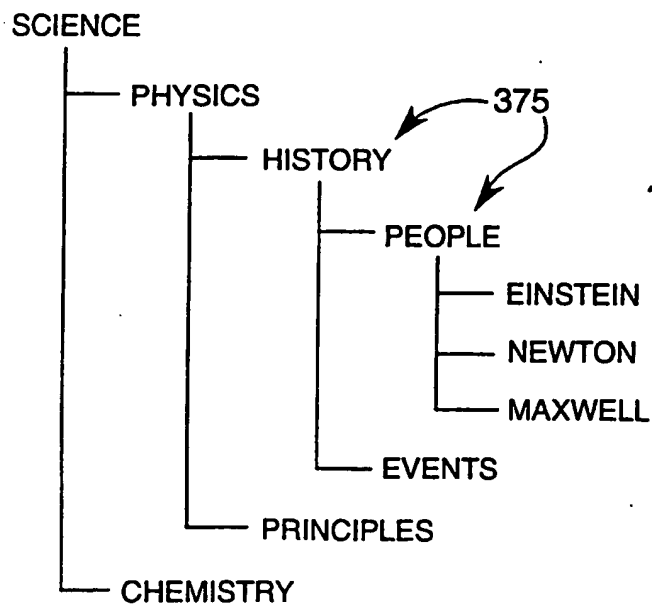 SCIENCE
PHYSICS
375
HISTORY
PEOPLE
EINSTEIN
NEWTON
MAXWELL
EVENTS
PRINCIPLES
CHEMISTRY